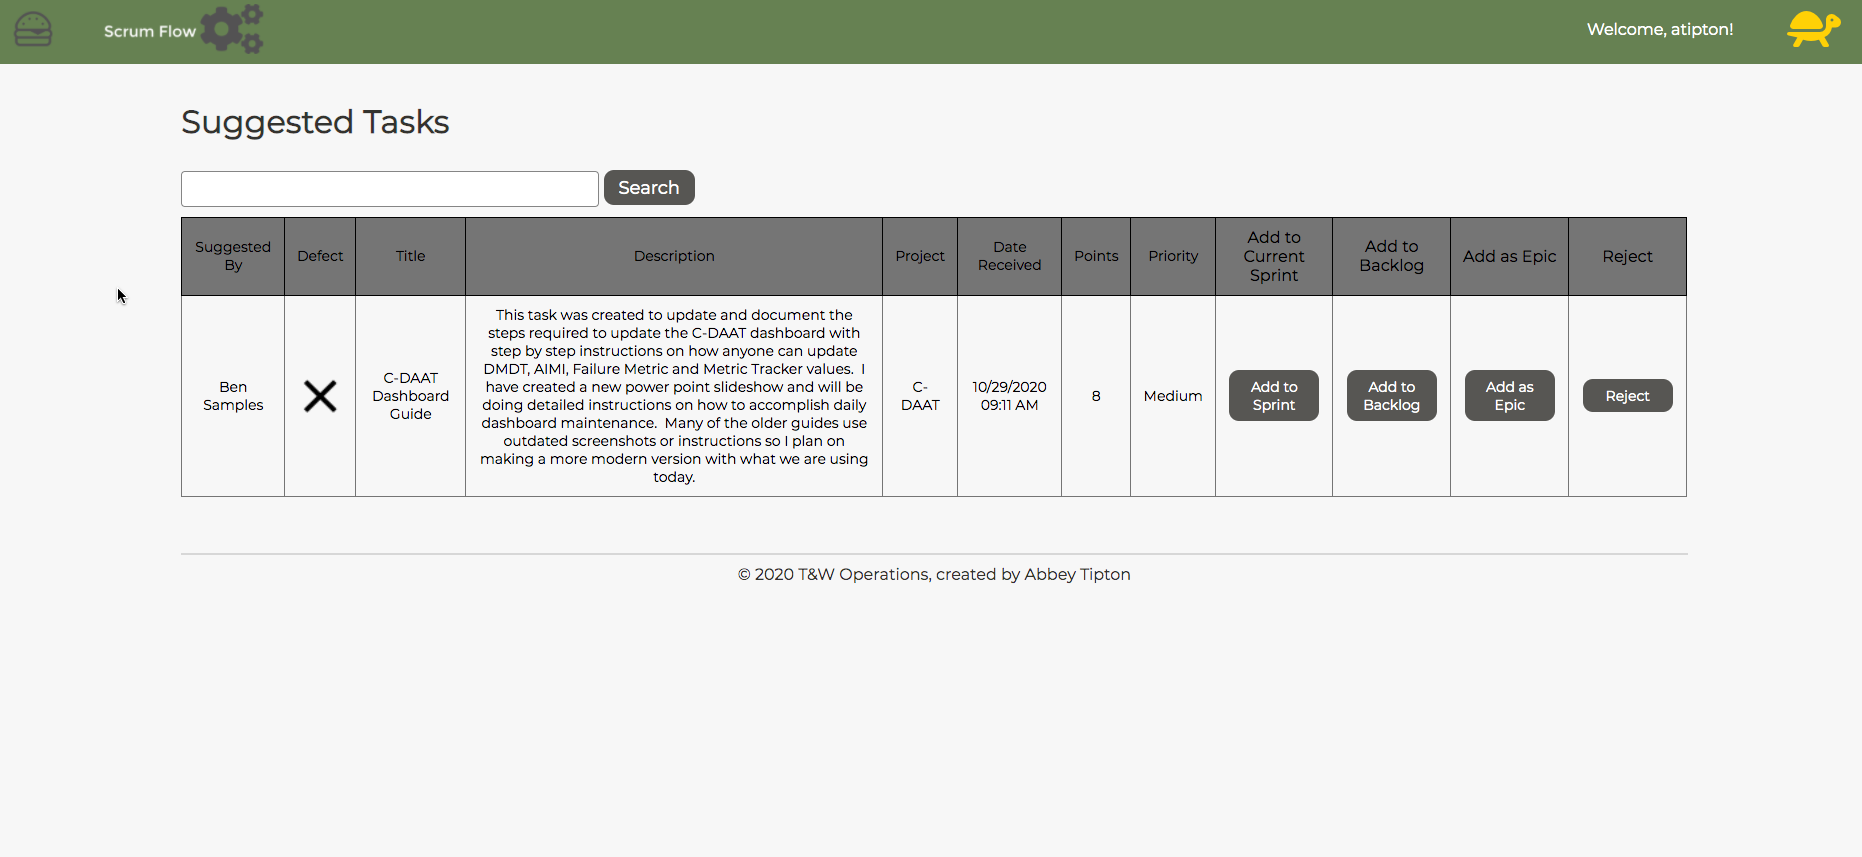 Scrum Flow
Welcome, atipton!
Suggested Tasks
Search
Suggested
By
Defect
Title
Description
Project
Date
Received
Points
Priority
Add to
Current
Sprint
Add to
Backlog
Add as Epic
Reject
Ben
Samples
C-DAAT
Dashboard
Guide
This task was created to update and document the
steps required to update the C-DAAT dashboard with
step by step instructions on how anyone can update
DMDT, AIMI, Failure Metric and Metric Tracker values.  I
have created a new power point slideshow and will be
doing detailed instructions on how to accomplish daily
dashboard maintenance.  Many of the older guides use
outdated screenshots or instructions so I plan on
making a more modern version with what we are using
today.
C-
DAAT
10/29/2020
09:11 AM
8
Medium
Add to
Sprint
Add to
Backlog
Add as
Epic
Reject
© 2020 T&W Operations, created by Abbey Tipton